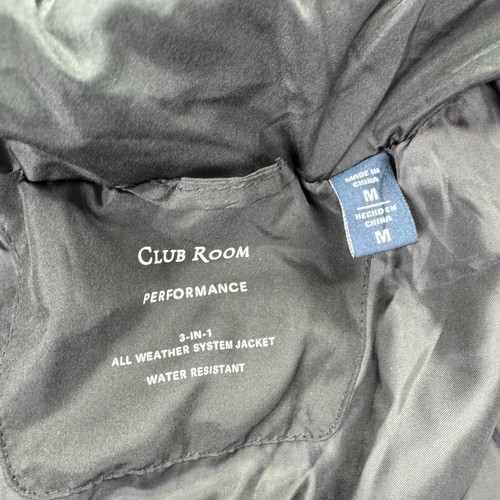 CLUB ROOM
PERFORMANCE
3-IN-1
ALL WEATHER SYSTEM JACKET
WATER RESISTANT
MADE IN
CHINA
M
HECHO EN
CHINA
M